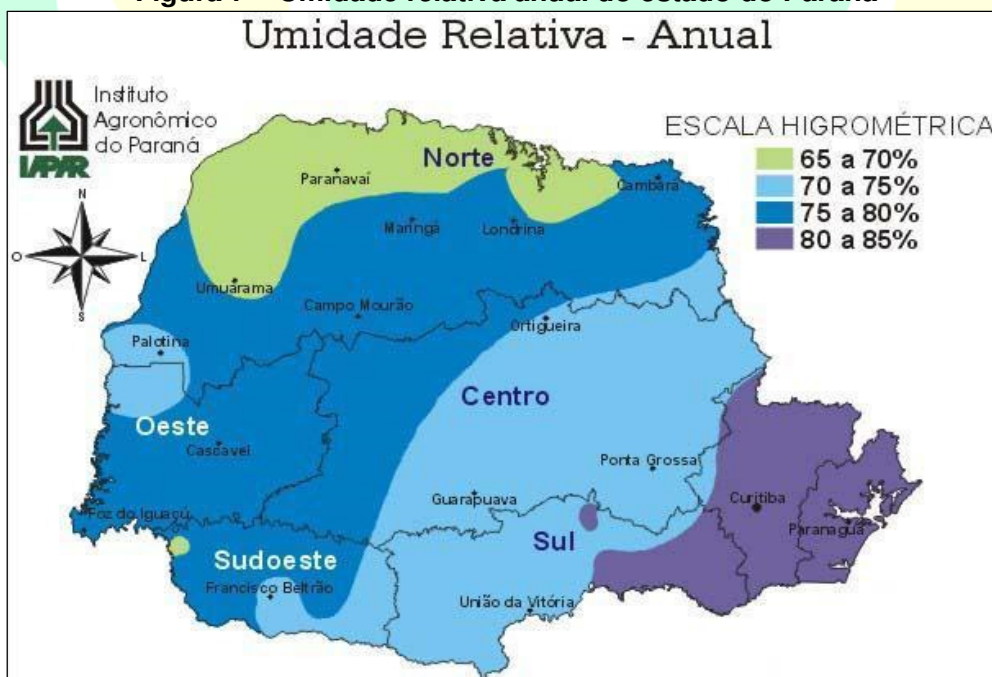 Umidade Relativa - Anual
Instituto
Agronômico
do Paraná
IAPAR
N
O
L
S
ESCALA HIGROMÉTRICA
65 a 70%
70 a 75%
75 a 80%
80 a 85%
Norte
Paranavaí
Cambará
Maringá
Londrina
Umuarama
Campo Mourão
Ortigueira
Palotina
Centro
Oeste
Cascavel
Ponta Grossa
Guarapuava
Curitiba
Foz do Iguaçú
Paranaguá
Sul
Sudoeste
Francisco Beltrão
União da Vitória